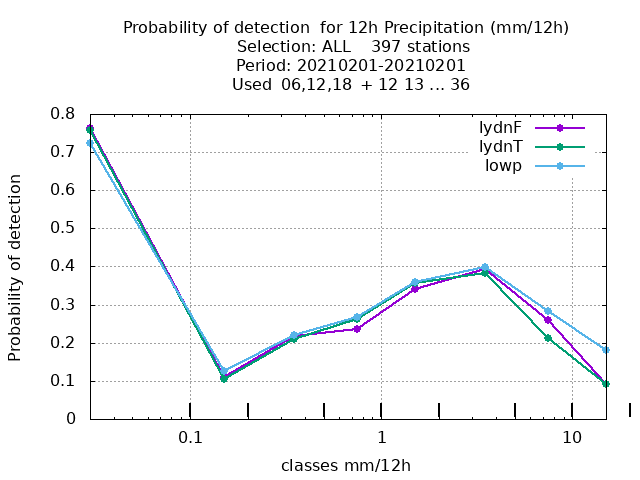 Probability of detection  for 12h Precipitation (mm/12h)
Selection: ALL    397 stations
Period: 20210201-20210201
Used  06,12,18  + 12 13 ... 36
lydnF
lydnT
lowp
Probability of detection
0.8
0.7
0.6
0.5
0.4
0.3
0.2
0.1
0
0.1 1 10
classes mm/12h